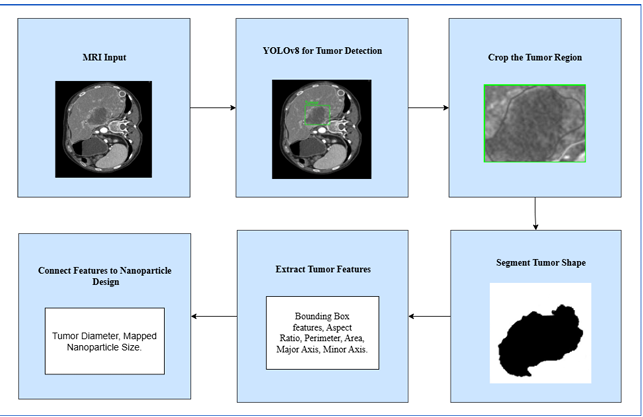 MRI Input
YOLOv8 for Tumor Detection
Crop the Tumor Region
Segment Tumor Shape
Extract Tumor Features
Bounding Box
features, Aspect
Ratio, Perimeter, Area,
Major Axis, Minor Axis.
Connect Features to Nanoparticle
Design
Tumor Diameter, Mapped
Nanoparticle Size.